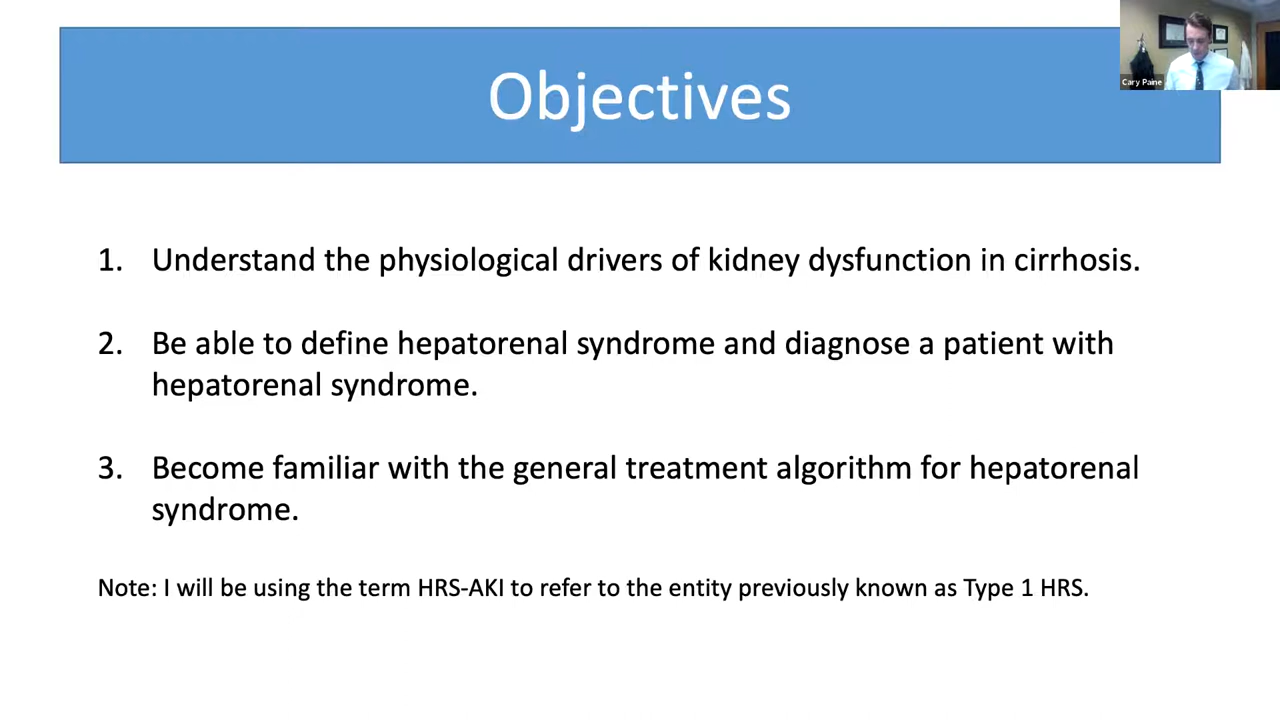 Objectives
Cary Paine
1. Understand the physiological drivers of kidney dysfunction in cirrhosis.
2. Be able to define hepatorenal syndrome and diagnose a patient with
hepatorenal syndrome.
3. Become familiar with the general treatment algorithm for hepatorenal
syndrome.
Note: I will be using the term HRS-AKI to refer to the entity previously known as Type 1 HRS.